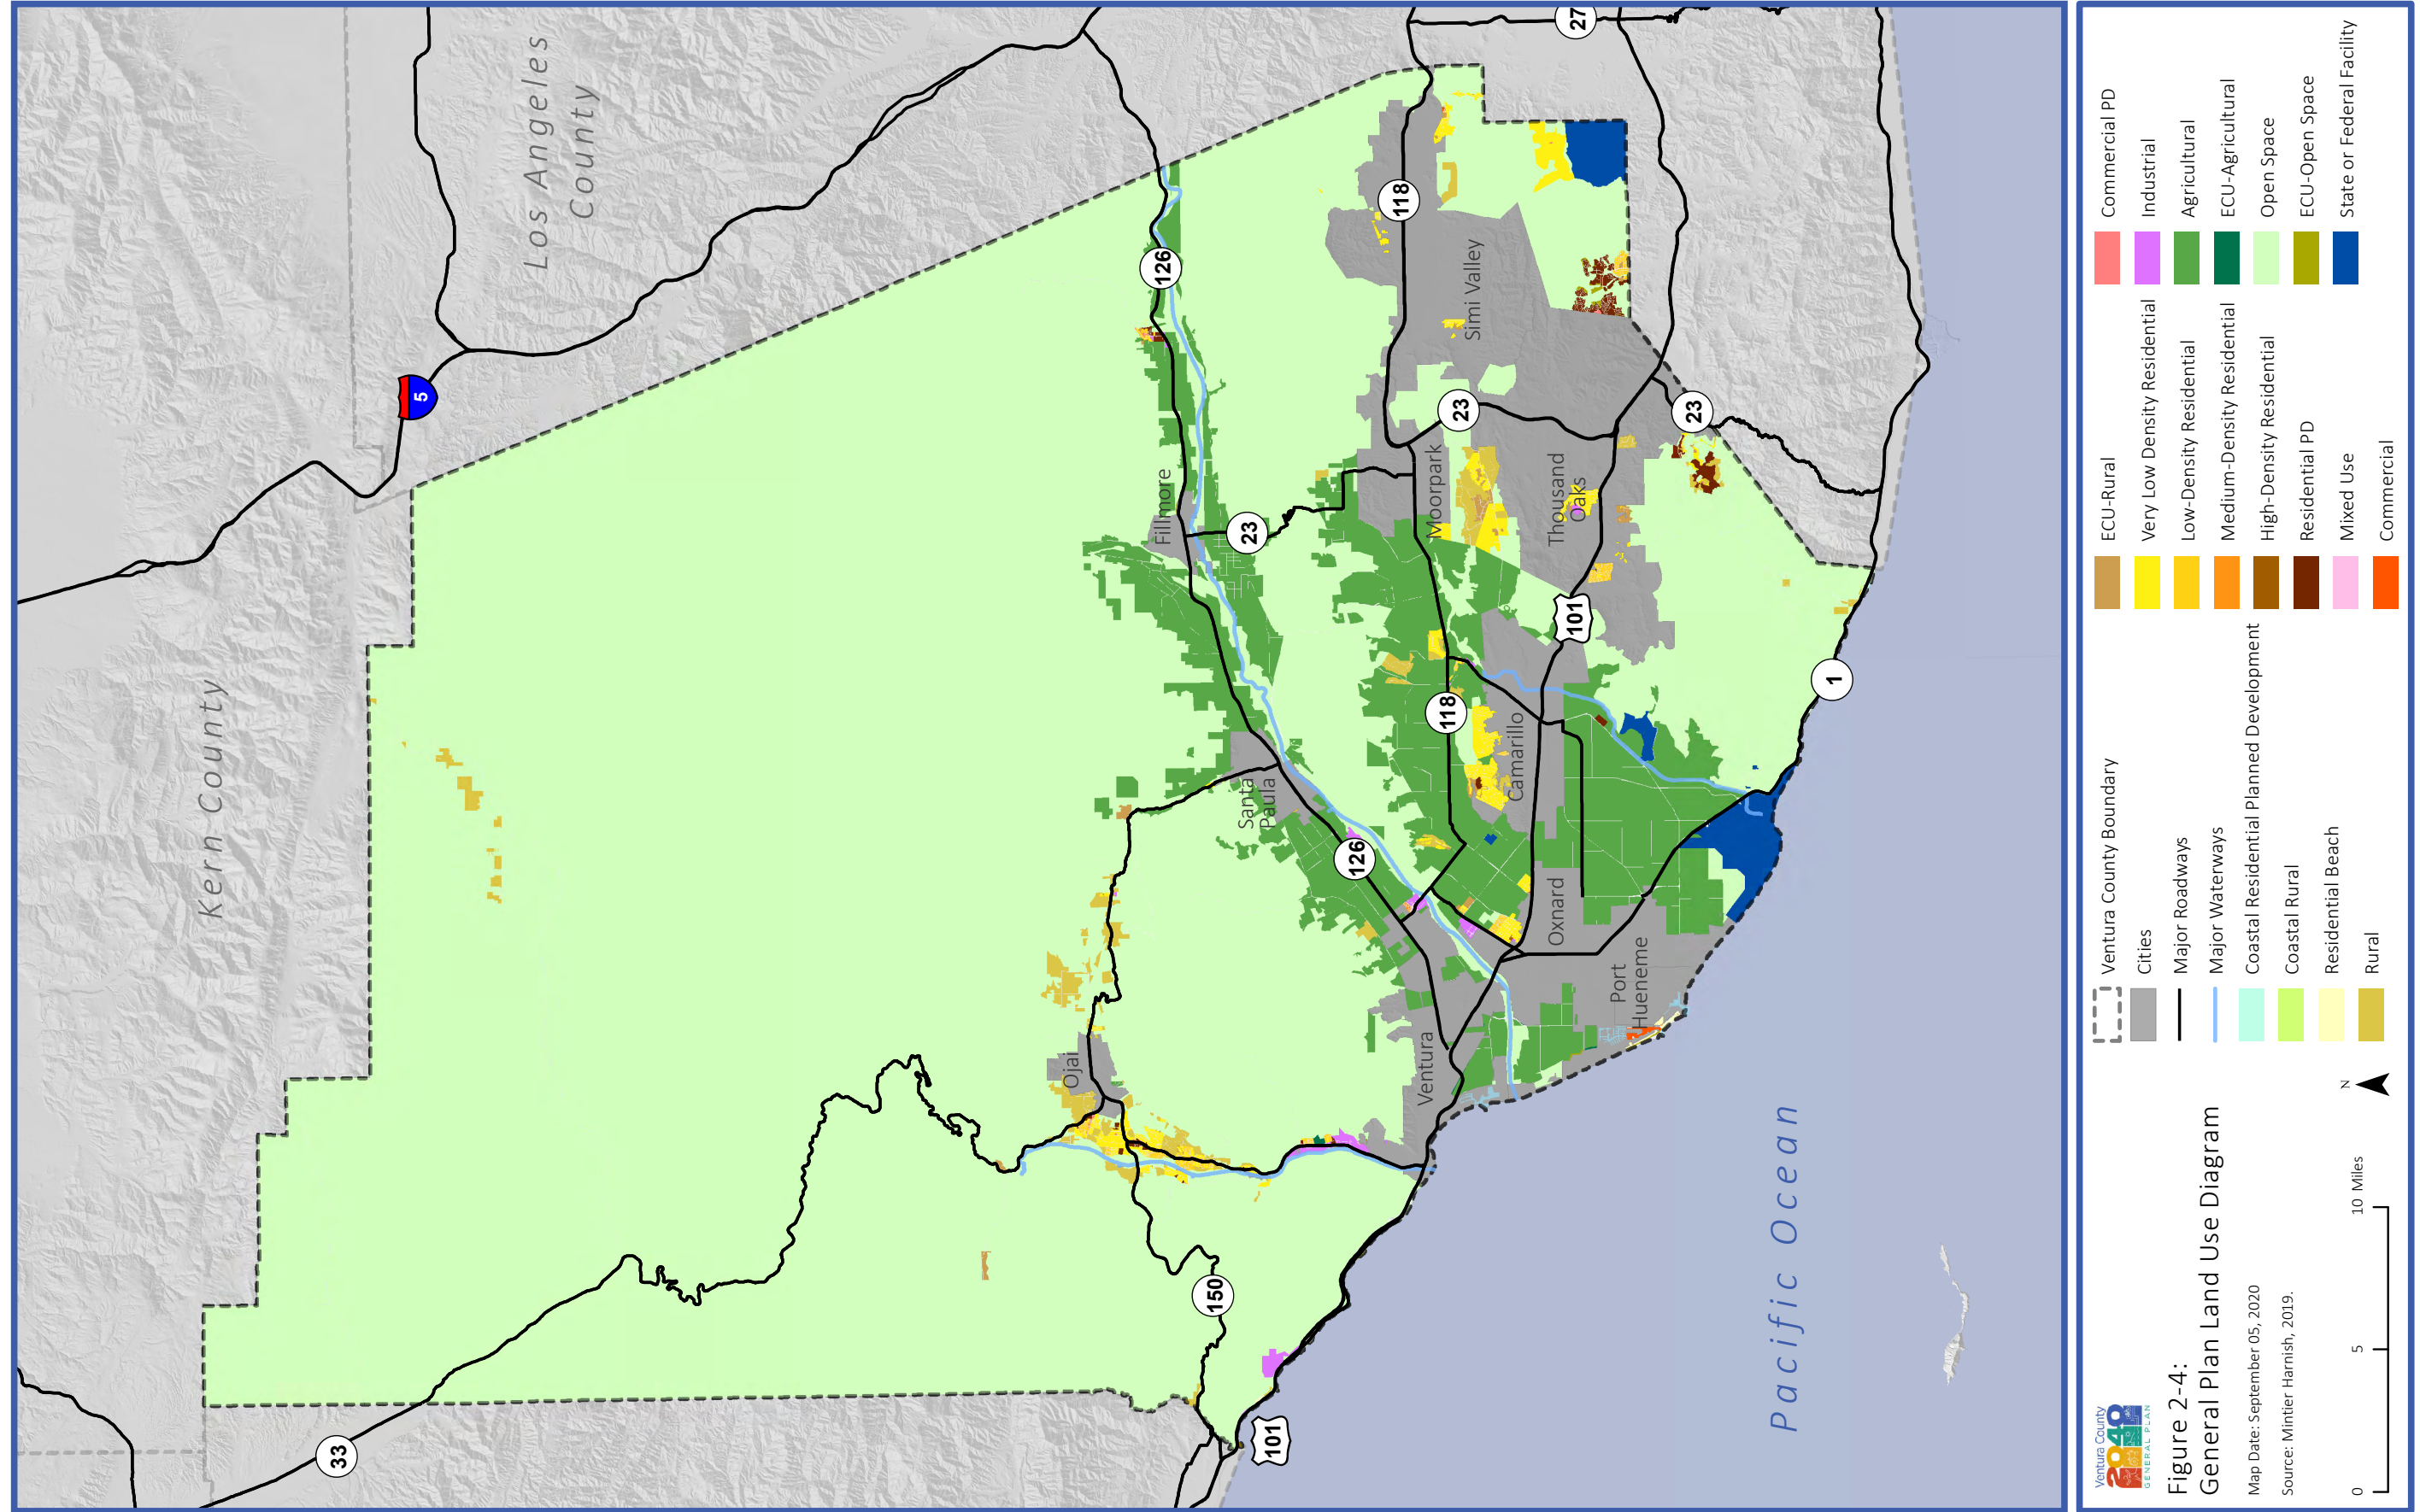 Kern County
Los Angeles
County
Pacific Ocean
33
5
126
126
150
101
101
118
118
23
23
23
27
1
Ojai
Santa
Paula
Fillmore
Moorpark
Simi Valley
Thousand
Oaks
Camarillo
Oxnard
Port
Hueneme
Ventura
Ventura County
2040
GENERAL PLAN
Figure 2-4:
General Plan Land Use Diagram
Map Date: September 05, 2020
Source: Mintier Harnish, 2019.
0
5
10 Miles
N
Ventura County Boundary
Cities
Major Roadways
Major Waterways
Coastal Residential Planned Development
Coastal Rural
Residential Beach
Rural
ECU-Rural
Very Low Density Residential
Low-Density Residential
Medium-Density Residential
High-Density Residential
Residential PD
Mixed Use
Commercial
Commercial PD
Industrial
Agricultural
ECU-Agricultural
Open Space
ECU-Open Space
State or Federal Facility